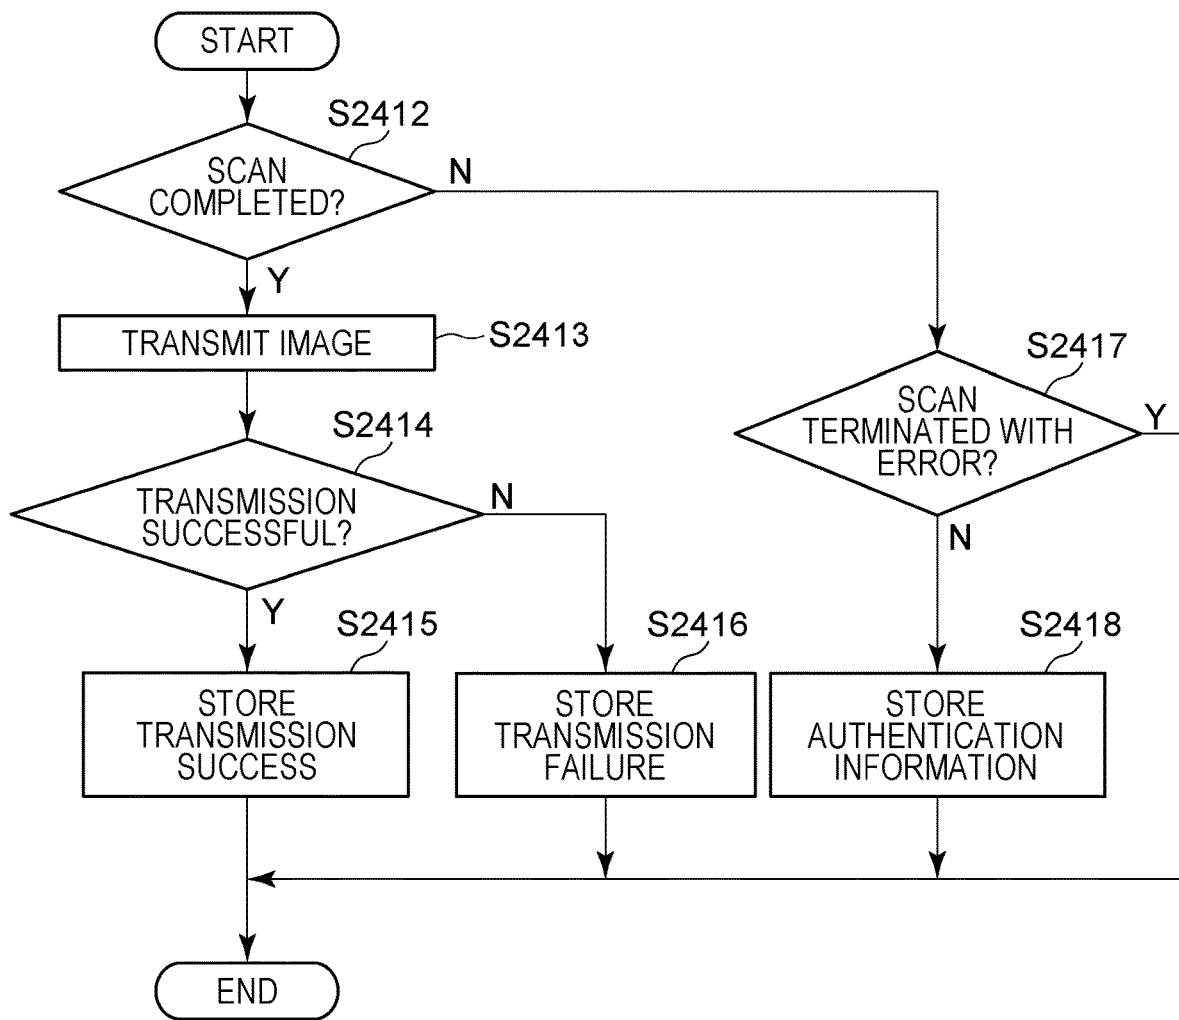 START
S2412
SCAN
COMPLETED?
N
Y
TRANSMIT IMAGE
S2413
S2417
SCAN
TERMINATED WITH
ERROR?
Y
N
S2414
TRANSMISSION
SUCCESSFUL?
N
Y
S2415
STORE
TRANSMISSION
SUCCESS
S2416
STORE
TRANSMISSION
FAILURE
S2418
STORE
AUTHENTICATION
INFORMATION
END